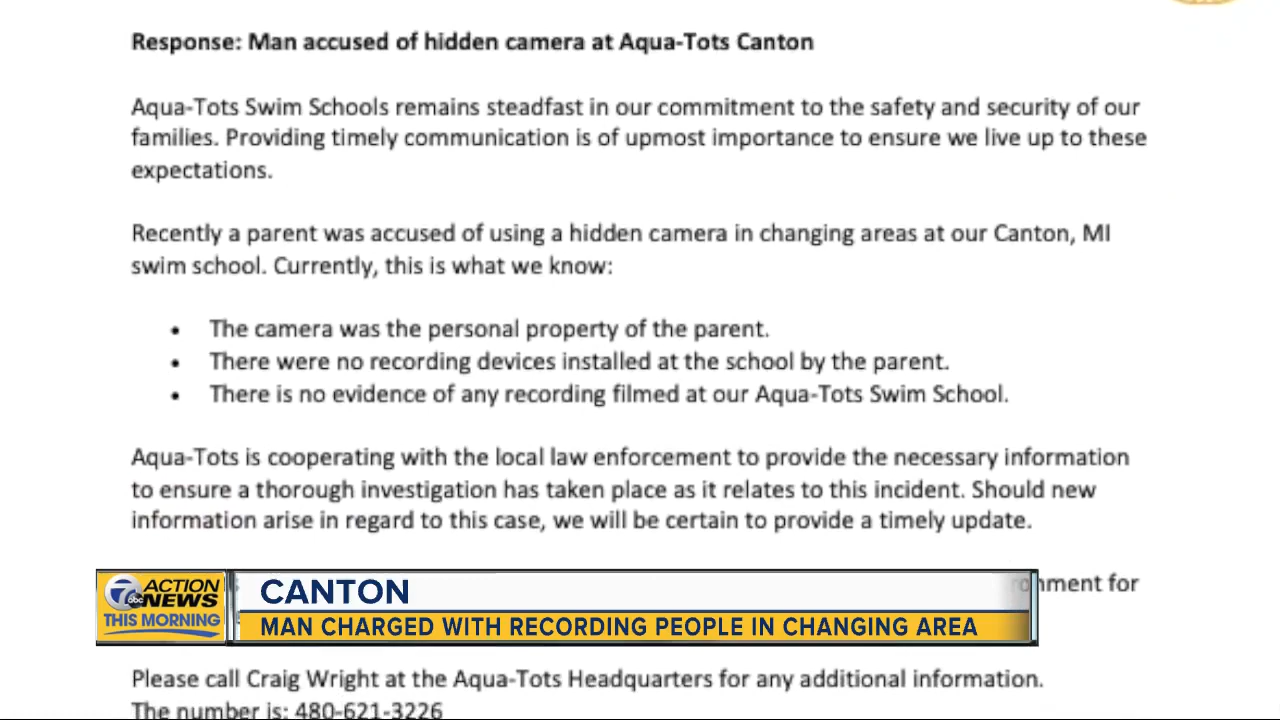 Response: Man accused of hidden camera at Aqua-Tots Canton
Aqua-Tots Swim Schools remains steadfast in our commitment to the safety and security of our
families. Providing timely communication is of upmost importance to ensure we live up to these
expectations.
Recently a parent was accused of using a hidden camera in changing areas at our Canton, MI
swim school. Currently, this is what we know:
• The camera was the personal property of the parent.
• There were no recording devices installed at the school by the parent.
• There is no evidence of any recording filmed at our Aqua-Tots Swim School.
Aqua-Tots is cooperating with the local law enforcement to provide the necessary information
to ensure a thorough investigation has taken place as it relates to this incident. Should new
information arise in regard to this case, we will be certain to provide a timely update.
for
7 abc ACTION
NEWS
THIS MORNING
CANTON
MAN CHARGED WITH RECORDING PEOPLE IN CHANGING AREA
Please call Craig Wright at the Aqua-Tots Headquarters for any additional information.
The number is: 480-621-3226